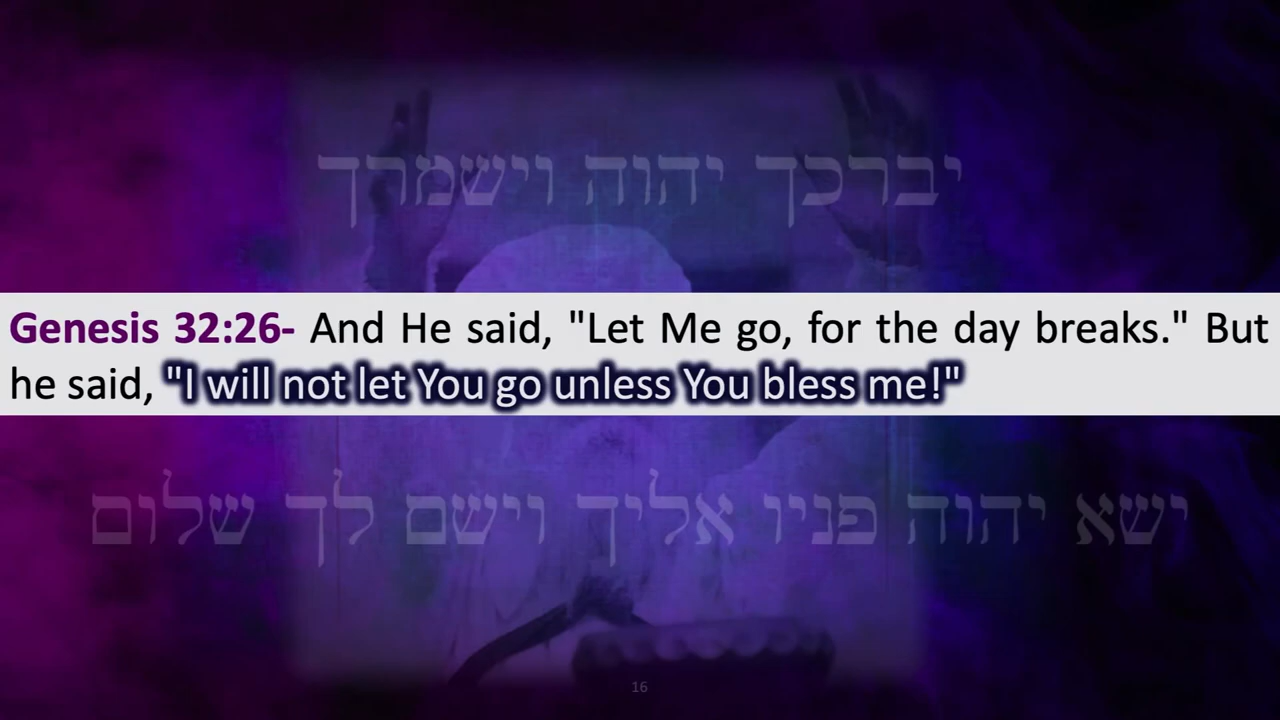 יברכך יהוה וישמרך
Genesis 32:26- And He said, "Let Me go, for the day breaks." But
he said, "I will not let You go unless You bless me!"
ישא יהוה פניו אליך וישם לך שלום
16